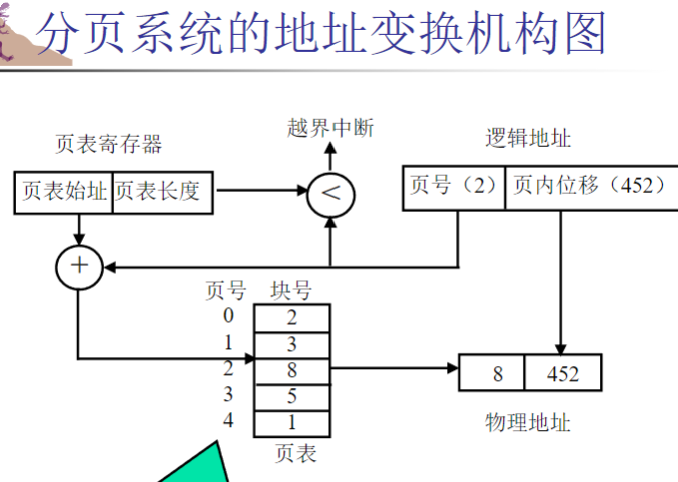 分页系统的地址变换机构图
越界中断
页表寄存器
逻辑地址
页表始址 页表长度
<
页号（2） 页内位移（452）
+
页号 块号
0 2
1 3
2 8
3 5
4 1
8 452
物理地址
页表